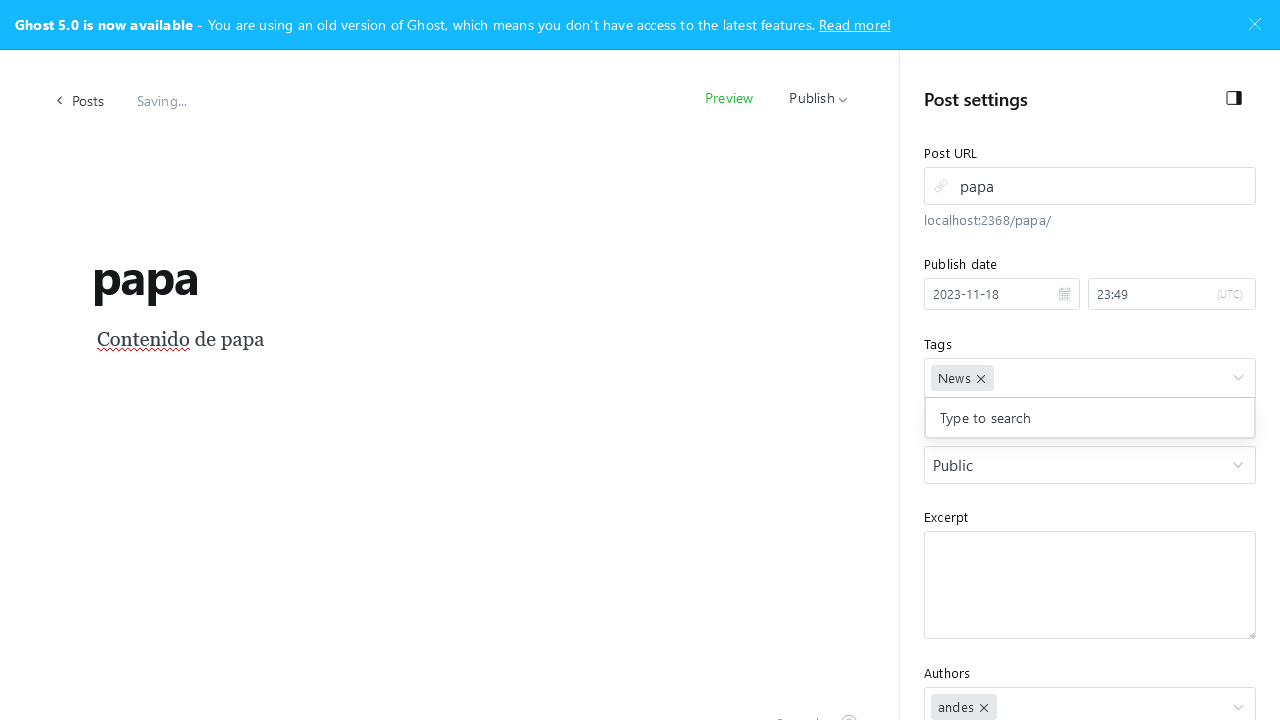 Ghost 5.0 is now available - You are using an old version of Ghost, which means you don't have access to the latest features. Read more!
Posts
Saving...
Preview
Publish
papa
Contenido de papa
Post settings
Post URL
papa
localhost:2368/papa/
Publish date
2023-11-18
23:49
(UTC)
Tags
News
Type to search
Public
Excerpt
Authors
andes